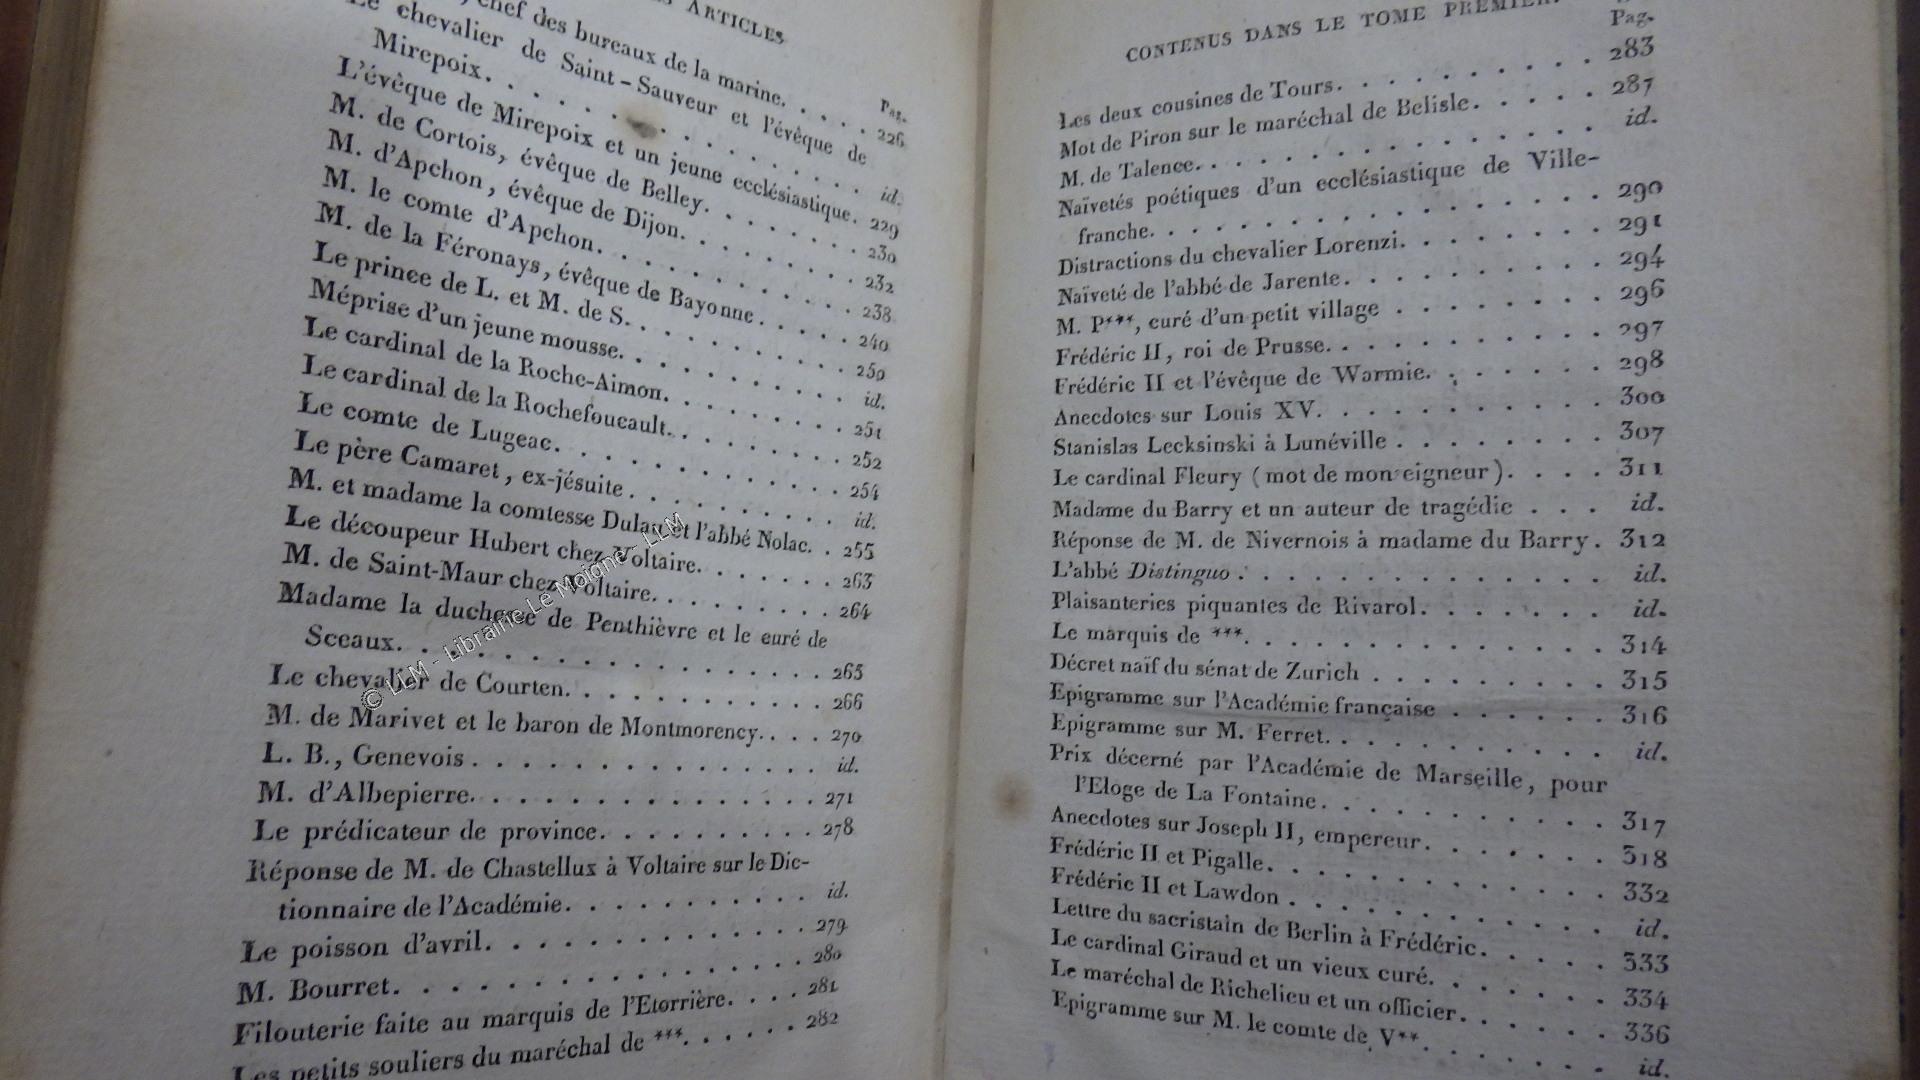 ARTICLES
chef des bureaux de la marine. . . . . 226
Pag.
Le chevalier de Saint-Sauveur et l'évêque de
Mirepoix. . . . . . . . . . . . id.
L'évêque de Mirepoix et un jeune ecclésiastique. 229
M. de Cortois, évêque de Belley. . . . . . . 230
M. d'Apchon, évêque de Dijon. . . . . . . . 232
M. le comte d'Apchon. . . . . . . . . . . 238
M. de la Féronays, évêque de Bayonne . . . . . 240
Le prince de L. et M. de S. . . . . . . . . . 250
Méprise d'un jeune mousse. . . . . . . . . . id.
Le cardinal de la Roche-Aimon. . . . . . . . 251
Le cardinal de la Rochefoucault. . . . . . . . 252
Le comte de Lugeac. . . . . . . . . . . . 254
Le père Camaret, ex-jésuite . . . . . . . . . id.
M. et madame la comtesse Dulau et l'abbé Nolac. . 255
Le découpeur Hubert chez Voltaire. . . . . . . 263
M. de Saint-Maur chez Voltaire. . . . . . . . 264
Madame la duchesse de Penthièvre et le curé de
Sceaux. . . . . . . . . . . . . . . 265
Le chevalier de Courten. . . . . . . . . . . 266
M. de Marivet et le baron de Montmorency. . . . 270
L. B., Genevois . . . . . . . . . . . . . . id.
M. d'Albepierre. . . . . . . . . . . . . . 271
Le prédicateur de province. . . . . . . . . . 278
Réponse de M. de Chastellux à Voltaire sur le Dic-
tionnaire de l'Académie. . . . . . . . . . id.
Le poisson d'avril. . . . . . . . . . . . . 279
M. Bourret. . . . . . . . . . . . . . . . 280
Filouterie faite au marquis de l'Etorrière. . . . . 281
Les petits souliers du maréchal de ***. . . . . . 282
© LLM - Librairie Le Moigne - LLM
CONTENUS DANS LE TOME PREMIER.
Pag.
Les deux cousines de Tours. . . . . . . . . . 283
Mot de Piron sur le maréchal de Belisle. . . . . . 287
M. de Talence. . . . . . . . . . . . . . . id.
Naïvetés poétiques d'un ecclésiastique de Ville-
franche. . . . . . . . . . . . . . . . 290
Distractions du chevalier Lorenzi. . . . . . . . 291
Naïveté de l'abbé de Jarente. . . . . . . . . . 294
M. P***, curé d'un petit village . . . . . . . . 296
Frédéric II, roi de Prusse. . . . . . . . . . . 297
Frédéric II et l'évêque de Warmie. . . . . . . . 298
Anecdotes sur Louis XV. . . . . . . . . . . 300
Stanislas Lecksinski à Lunéville . . . . . . . . 307
Le cardinal Fleury (mot de monseigneur). . . . . 311
Madame du Barry et un auteur de tragédie . . . id.
Réponse de M. de Nivernois à madame du Barry. 312
L'abbé Distinguo . . . . . . . . . . . . . . id.
Plaisanteries piquantes de Rivarol. . . . . . . . id.
Le marquis de ***. . . . . . . . . . . . . . 314
Décret naïf du sénat de Zurich . . . . . . . . . 315
Epigramme sur l'Académie française . . . . . . 316
Epigramme sur M. Ferret. . . . . . . . . . . id.
Prix décerné par l'Académie de Marseille, pour
l'Eloge de La Fontaine. . . . . . . . . . . 317
Anecdotes sur Joseph II, empereur. . . . . . . . 318
Frédéric II et Pigalle. . . . . . . . . . . . . 332
Frédéric II et Lawdon . . . . . . . . . . . . id.
Lettre du sacristain de Berlin à Frédéric. . . . . . 333
Le cardinal Giraud et un vieux curé. . . . . . . 334
Le maréchal de Richelieu et un officier. . . . . . 336
Epigramme sur M. le comte de V**. . . . . . . id.